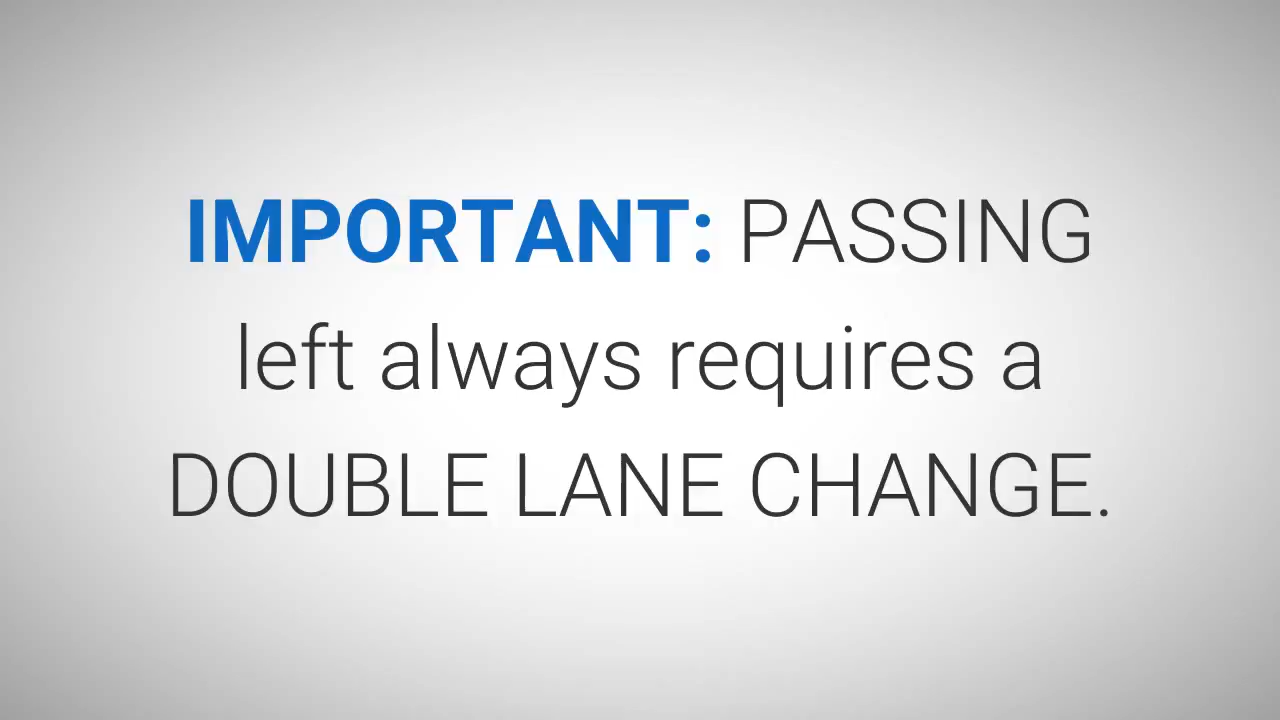 IMPORTANT: PASSING
left always requires a
DOUBLE LANE CHANGE.